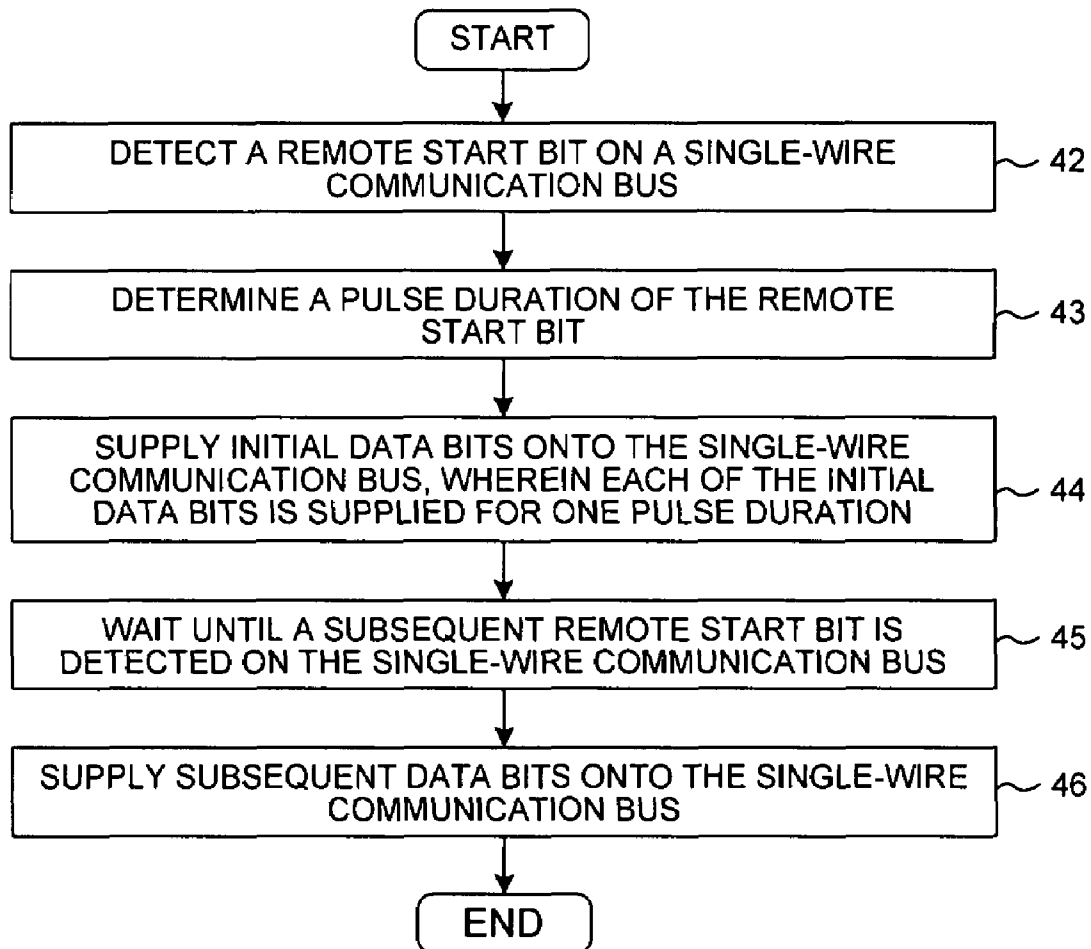 START
DETECT A REMOTE START BIT ON A SINGLE-WIRE
COMMUNICATION BUS
42
DETERMINE A PULSE DURATION OF THE REMOTE
START BIT
43
SUPPLY INITIAL DATA BITS ONTO THE SINGLE-WIRE
COMMUNICATION BUS, WHEREIN EACH OF THE INITIAL
DATA BITS IS SUPPLIED FOR ONE PULSE DURATION
44
WAIT UNTIL A SUBSEQUENT REMOTE START BIT IS
DETECTED ON THE SINGLE-WIRE COMMUNICATION BUS
45
SUPPLY SUBSEQUENT DATA BITS ONTO THE SINGLE-WIRE
COMMUNICATION BUS
46
END